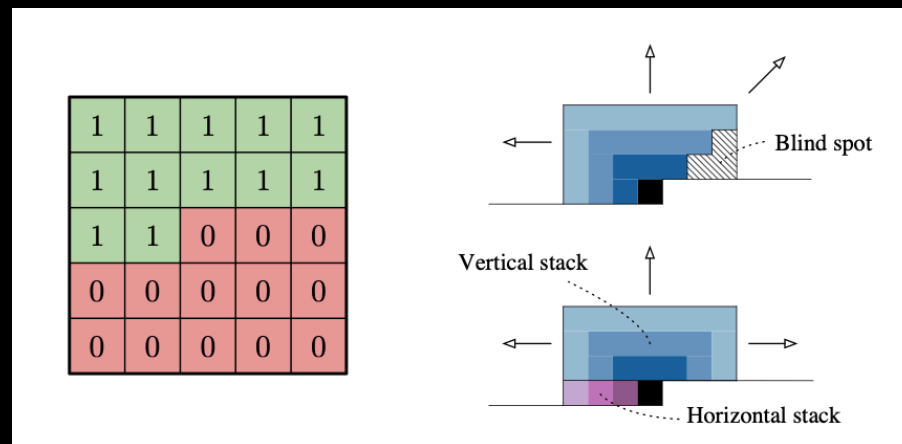 1 1 1 1 1
1 1 1 1 1
1 1 0 0 0
0 0 0 0 0
0 0 0 0 0
Blind spot
Vertical stack
Horizontal stack